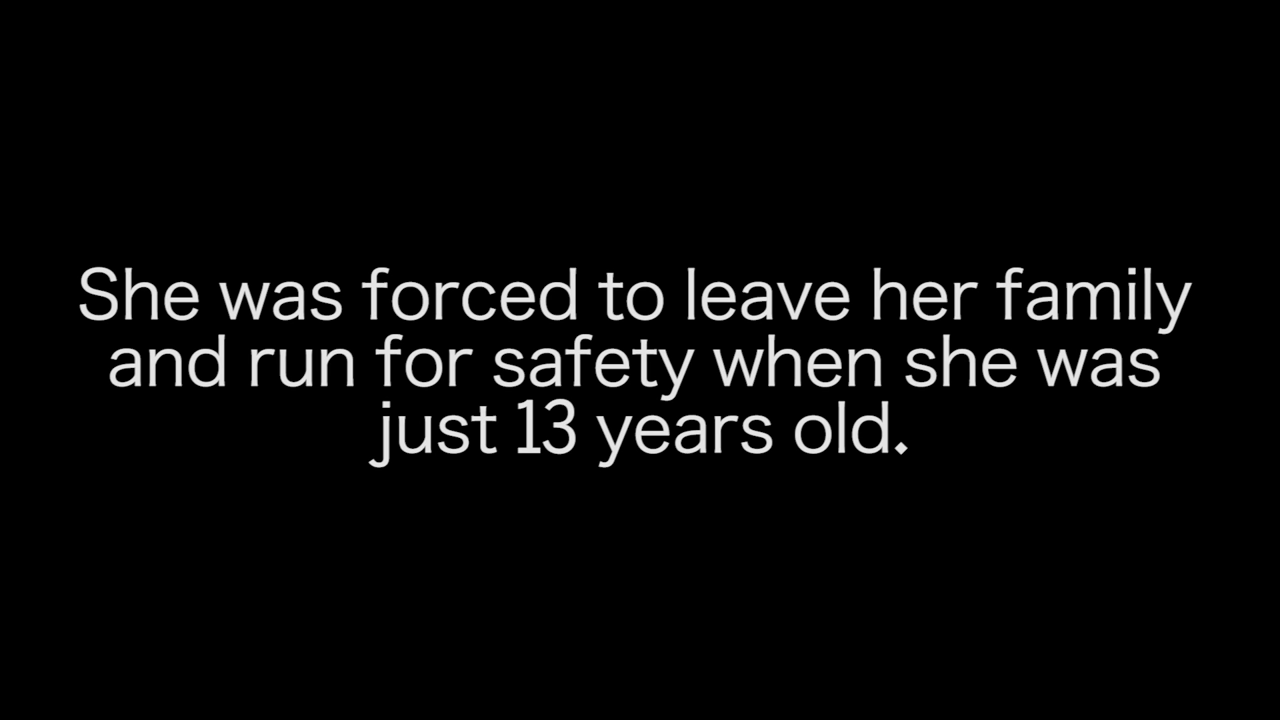 She was forced to leave her family
and run for safety when she was
just 13 years old.